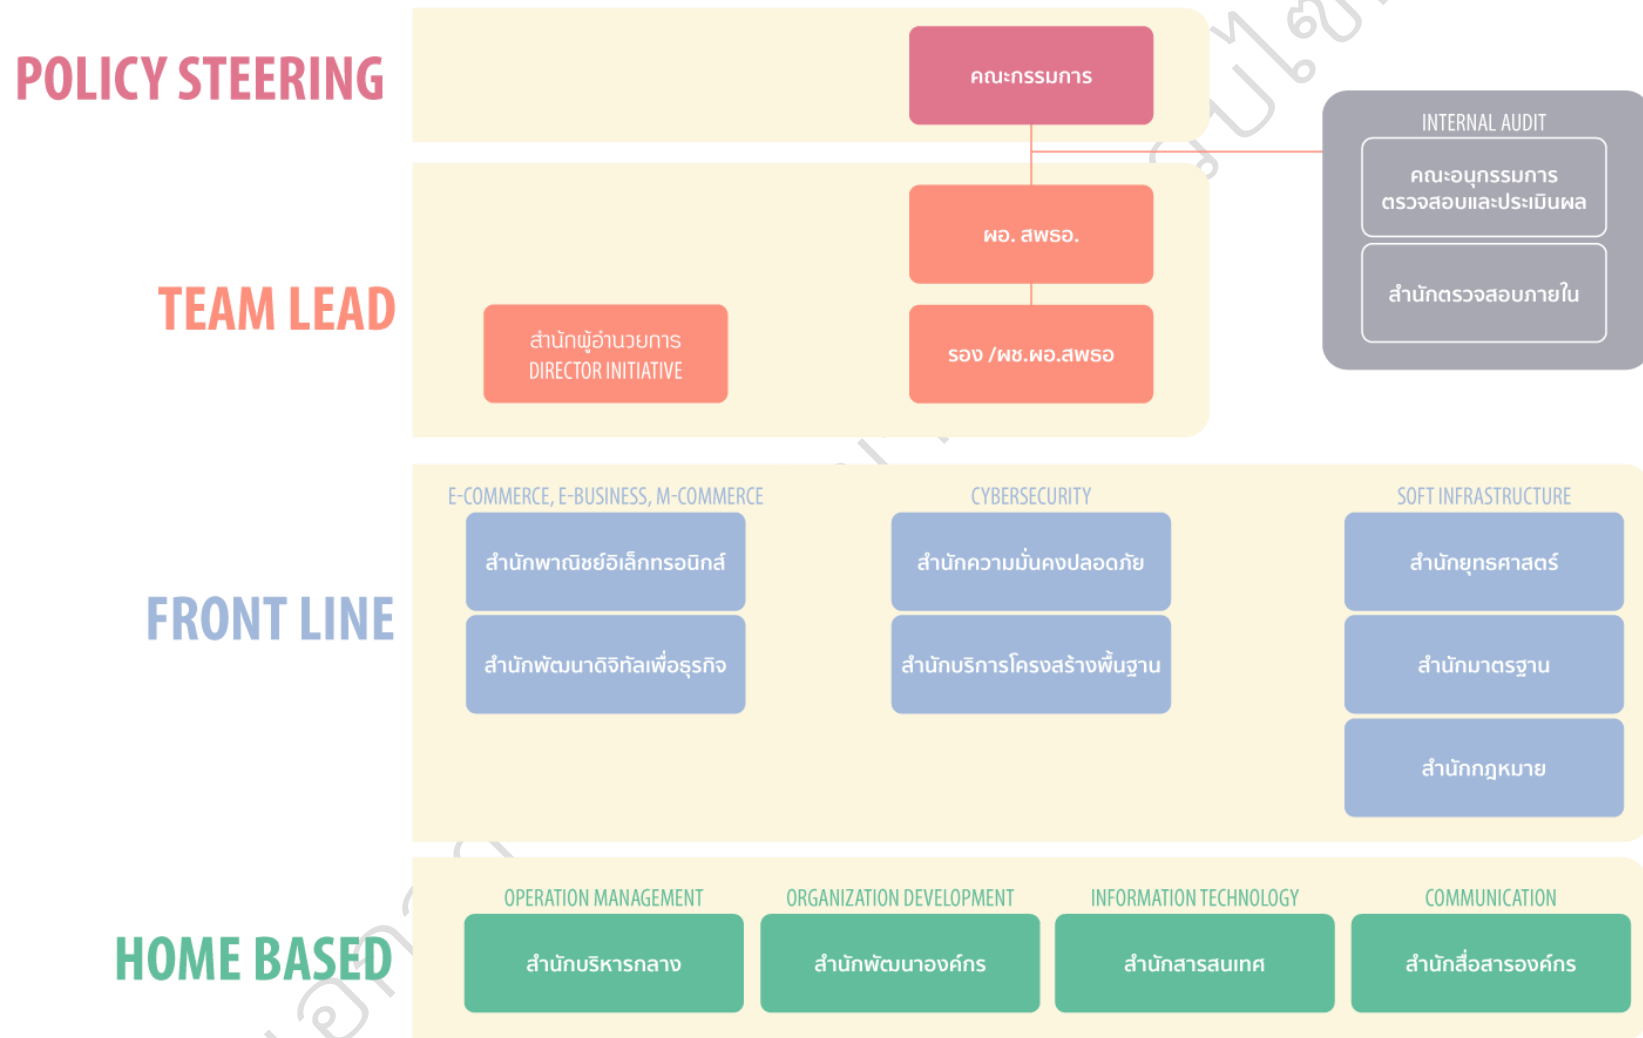 POLICY STEERING
คณะกรรมการ
INTERNAL AUDIT
คณะอนุกรรมการ
ตรวจสอบและประเมินผล
สำนักตรวจสอบภายใน
TEAM LEAD
ผอ. สพธอ.
สำนักผู้อำนวยการ
DIRECTOR INITIATIVE
รอง /ผช.ผอ.สพธอ
FRONT LINE
E-COMMERCE, E-BUSINESS, M-COMMERCE
สำนักพาณิชย์อิเล็กทรอนิกส์
สำนักพัฒนาดิจิทัลเพื่อธุรกิจ
CYBERSECURITY
สำนักความมั่นคงปลอดภัย
สำนักบริการโครงสร้างพื้นฐาน
SOFT INFRASTRUCTURE
สำนักยุทธศาสตร์
สำนักมาตรฐาน
สำนักกฎหมาย
HOME BASED
OPERATION MANAGEMENT
สำนักบริหารกลาง
ORGANIZATION DEVELOPMENT
สำนักพัฒนาองค์กร
INFORMATION TECHNOLOGY
สำนักสารสนเทศ
COMMUNICATION
สำนักสื่อสารองค์กร